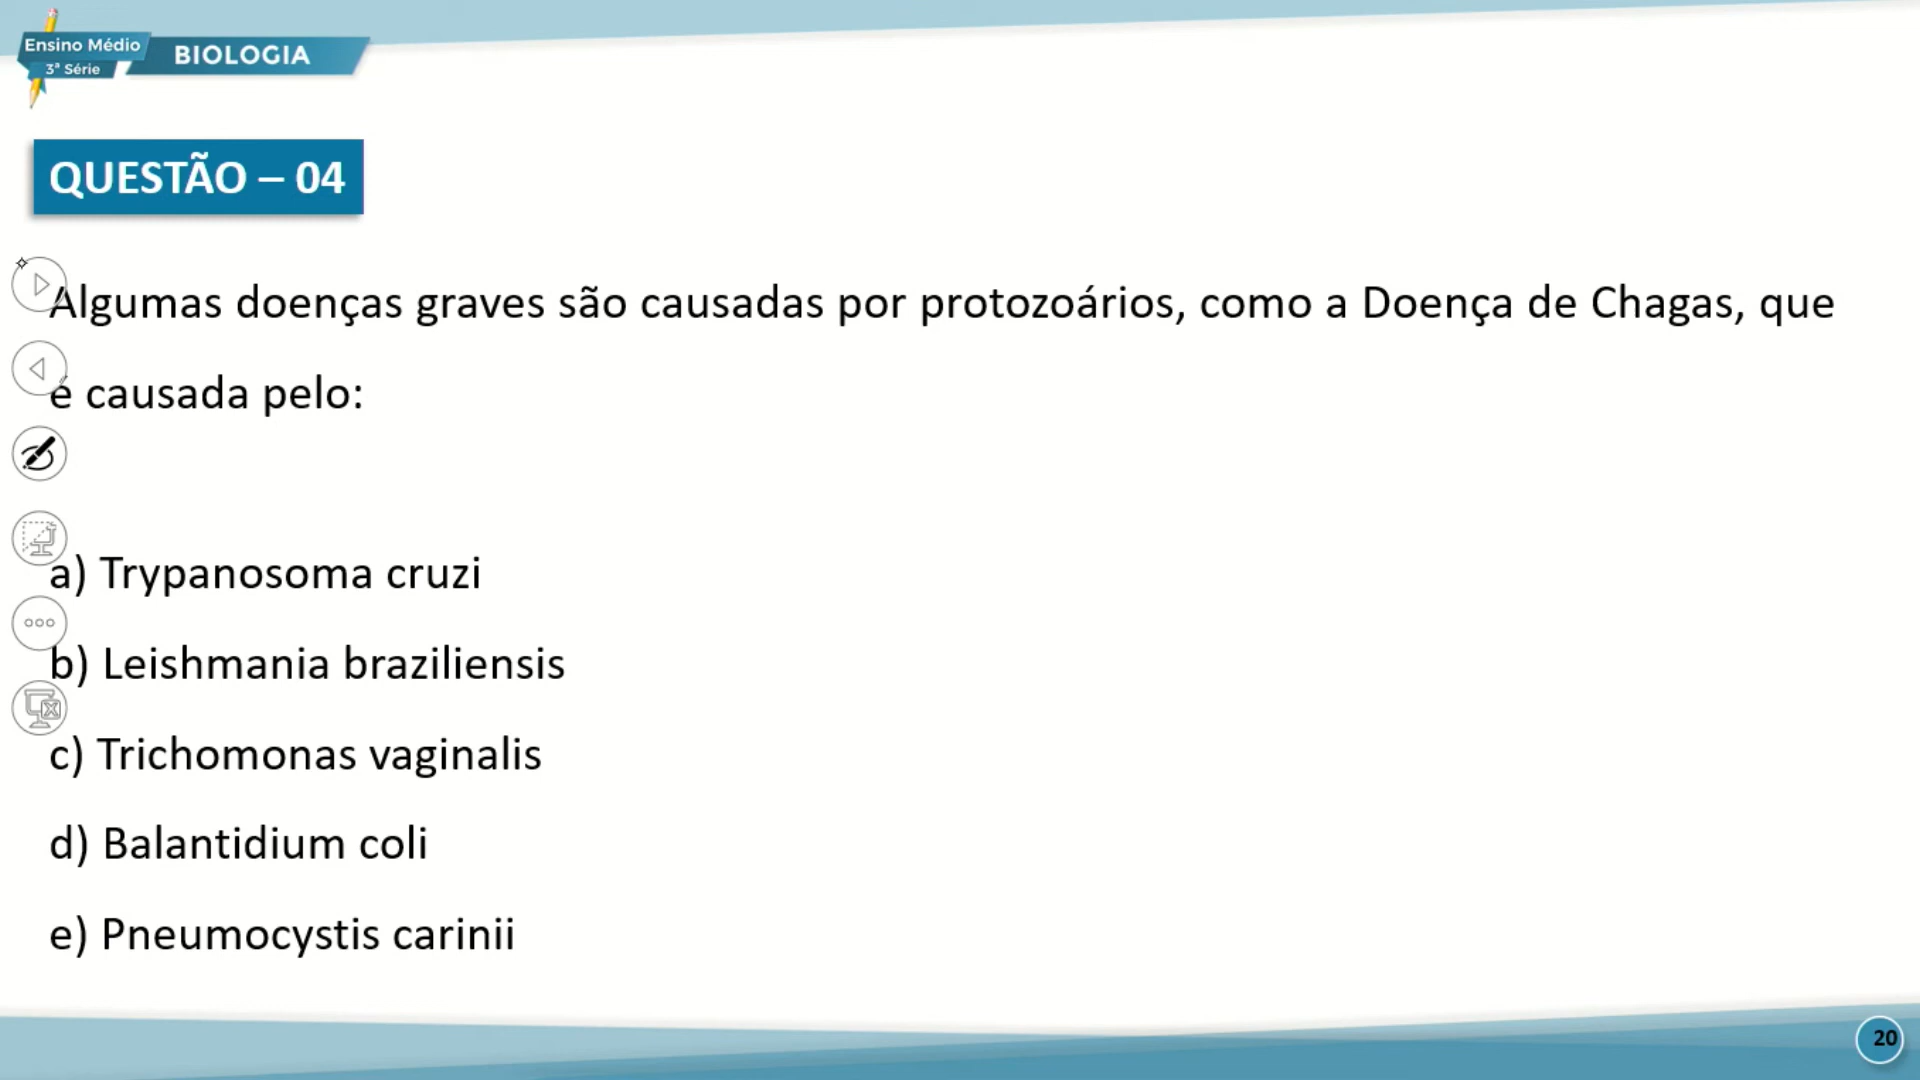 Ensino Médio
3ª Série
BIOLOGIA
QUESTÃO – 04
Algumas doenças graves são causadas por protozoários, como a Doença de Chagas, que
é causada pelo:
a) Trypanosoma cruzi
b) Leishmania braziliensis
c) Trichomonas vaginalis
d) Balantidium coli
e) Pneumocystis carinii
20